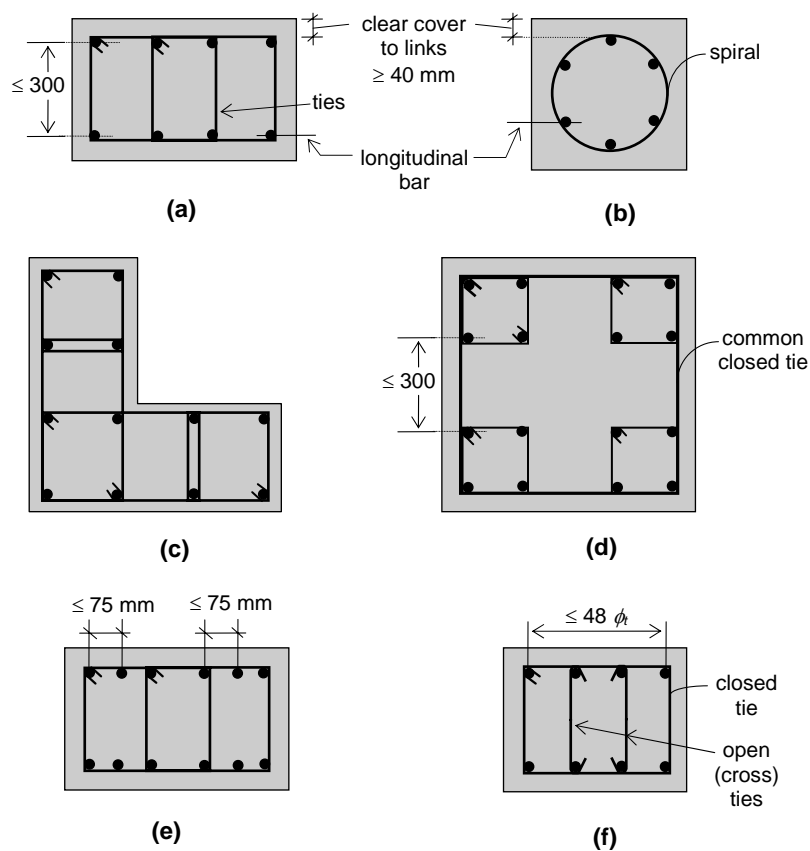 clear cover
to links
≥ 40 mm
≤ 300
ties
spiral
longitudinal
bar
(a)
(b)
≤ 300
common
closed tie
(c)
(d)
≤ 75 mm
≤ 75 mm
≤ 48 ϕt
closed
tie
open
(cross)
ties
(e)
(f)